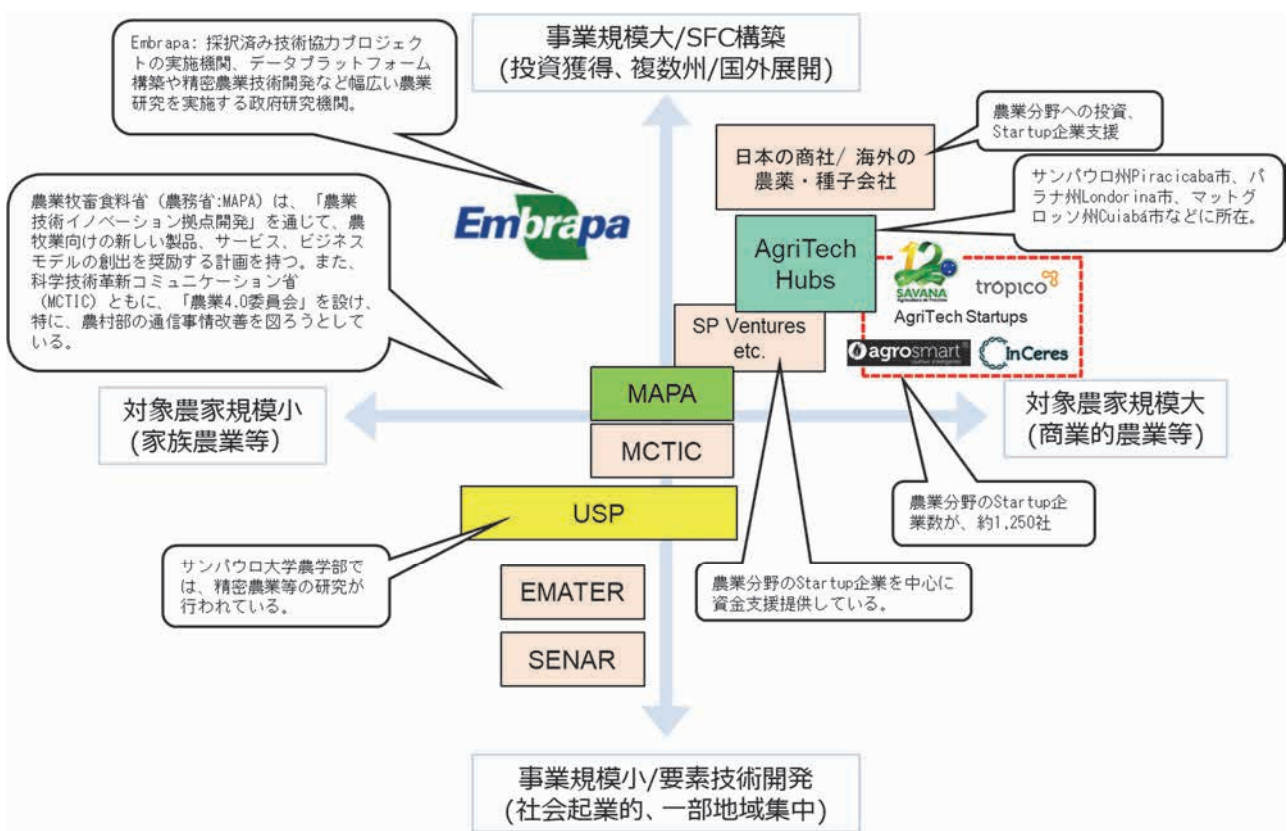 事業規模大/SFC構築
(投資獲得、複数州/国外展開)
Embrapa: 採択済み技術協力プロジェク
トの実施機関、データプラットフォーム
構築や精密農業技術開発など幅広い農業
研究を実施する政府研究機関。
農業分野への投資、
Startup企業支援
日本の商社/ 海外の
農薬・種子会社
サンパウロ州Piracicaba市、パ
ラナ州Londorina市、マットグ
ロッソ州Cuiabá市などに所在。
農業牧畜食料省（農務省:MAPA）は、「農業
技術イノベーション拠点開発」を通じて、農
牧業向けの新しい製品、サービス、ビジネス
モデルの創出を奨励する計画を持つ。また、
科学技術革新コミュニケーション省
（MCTIC）ともに、「農業4.0委員会」を設け、
特に、農村部の通信事情改善を図ろうとして
いる。
Embrapa
AgriTech
Hubs
12
SAVANA
trópico
AgriTech Startups
agrosmart
InCeres
SP Ventures
etc.
MAPA
MCTIC
対象農家規模小
(家族農業等）
対象農家規模大
(商業的農業等)
USP
農業分野のStartup企
業数が、約1,250社
サンパウロ大学農学部で
は、精密農業等の研究が
行われている。
EMATER
農業分野のStartup企業を中心に
資金支援提供している。
SENAR
事業規模小/要素技術開発
(社会起業的、一部地域集中)